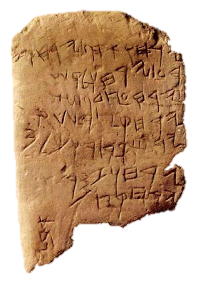 𐤉𐤓𐤇𐤅 𐤀𐤎𐤐 𐤉𐤓𐤇𐤅 𐤆
𐤓𐤏 𐤉𐤓𐤇𐤅 𐤋𐤒𐤔
𐤉𐤓𐤇 𐤏𐤑𐤃 𐤐𐤔𐤕
𐤉𐤓𐤇 𐤒𐤑𐤓 𐤔𐤏𐤓𐤌
𐤉𐤓𐤇 𐤒𐤑𐤓 𐤅𐤊𐤋
𐤉𐤓𐤇𐤅 𐤆𐤌𐤓
𐤉𐤓𐤇 𐤒𐤑
𐤀𐤁𐤉